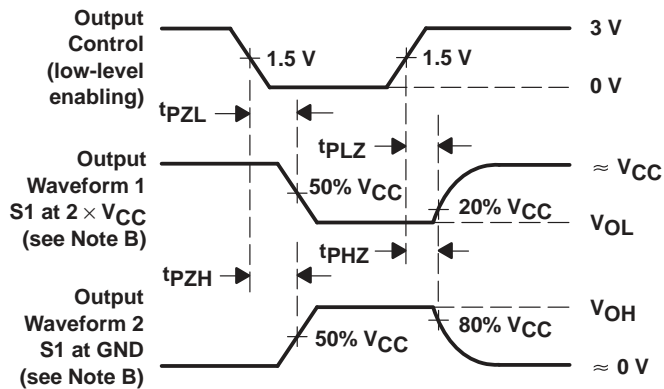 Output
Control
(low-level
enabling)
1.5 V
1.5 V
3 V
0 V
tPZL
tPLZ
Output
Waveform 1
S1 at 2 × VCC
(see Note B)
50% VCC
20% VCC
≈ VCC
VOL
tPZH
tPHZ
Output
Waveform 2
S1 at GND
(see Note B)
50% VCC
80% VCC
VOH
≈ 0 V